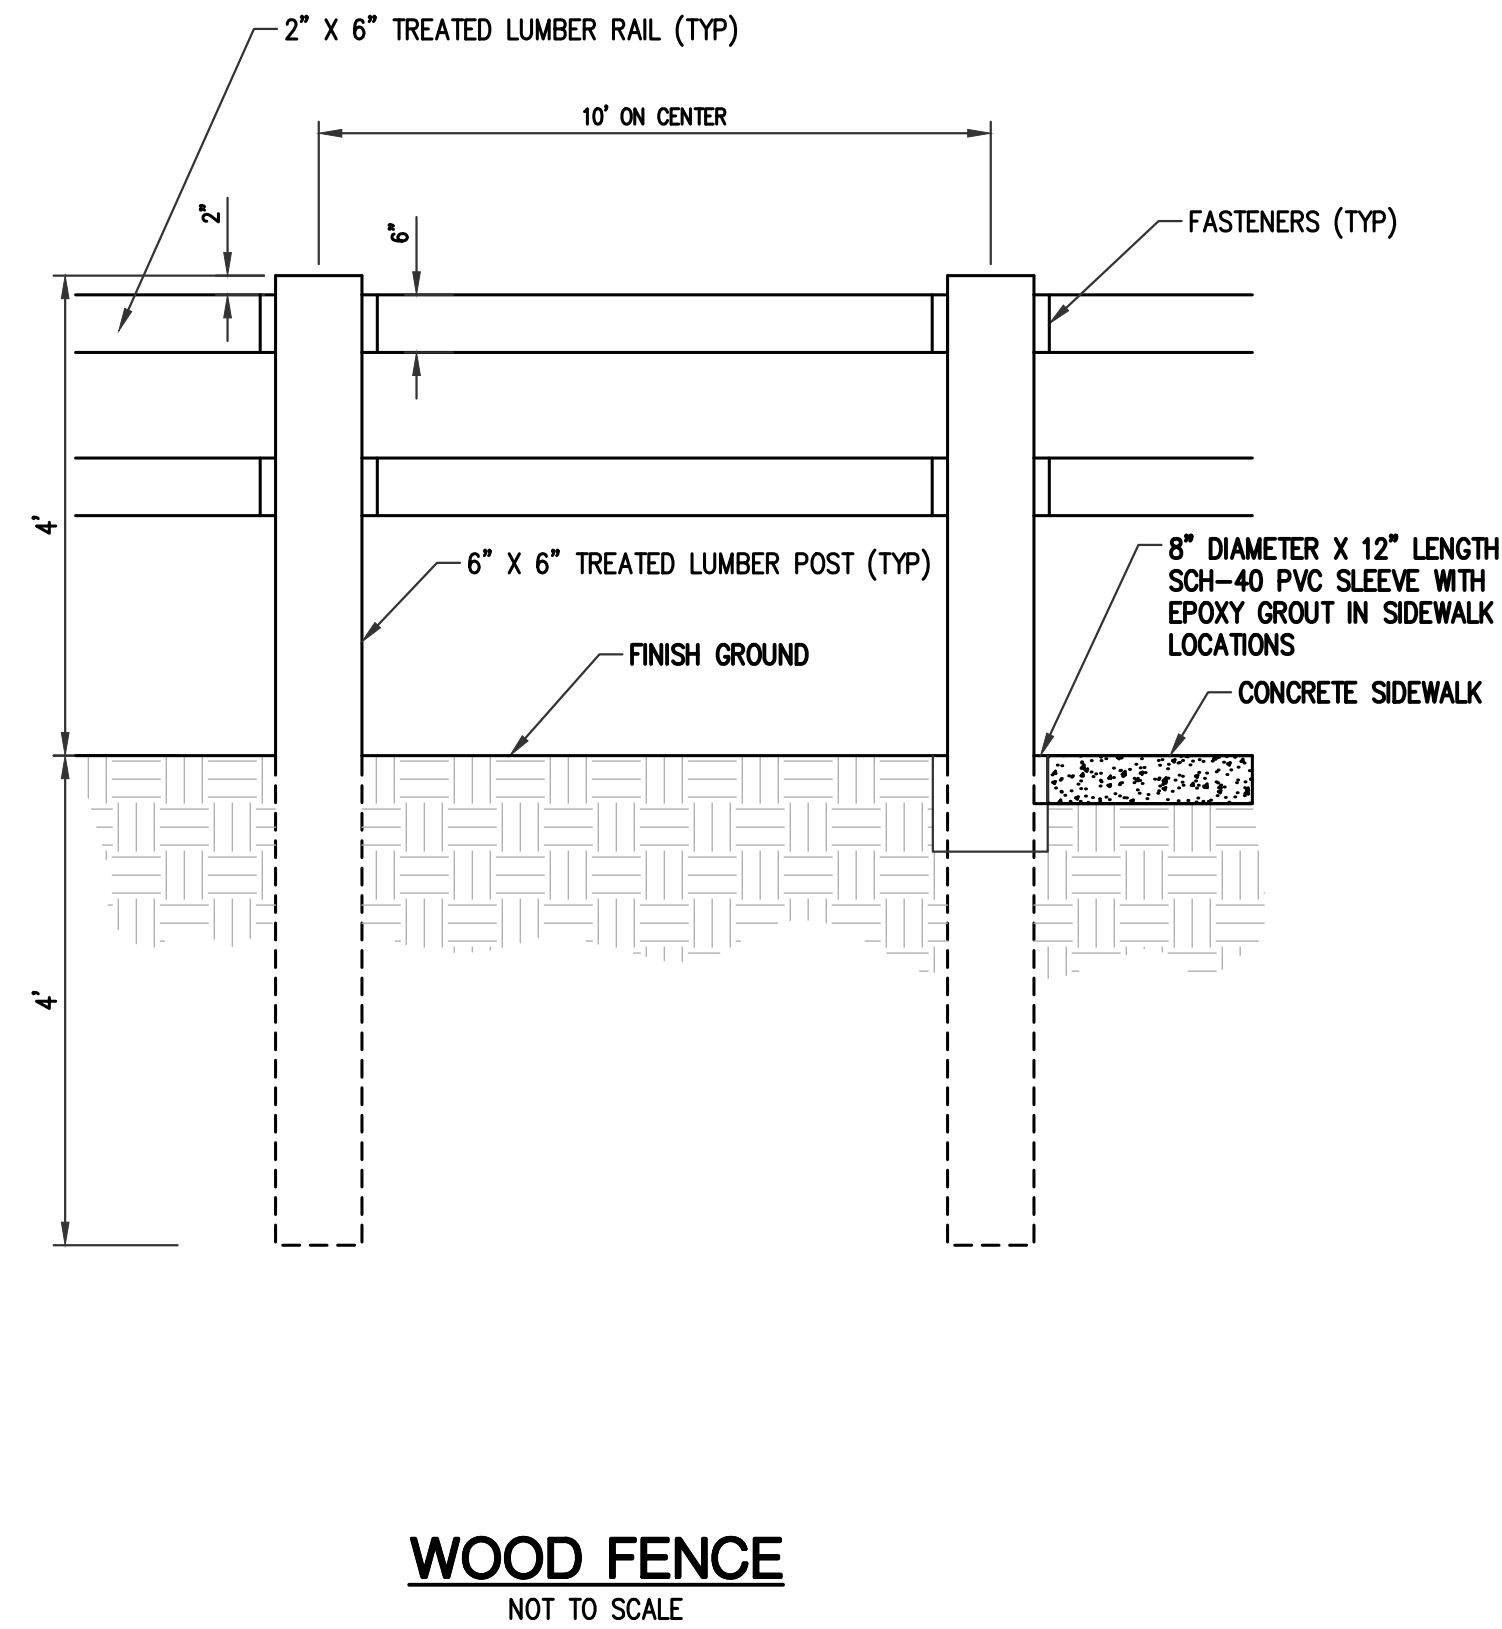 2" X 6" TREATED LUMBER RAIL (TYP)
10' ON CENTER
2"
6"
FASTENERS (TYP)
4'
6" X 6" TREATED LUMBER POST (TYP)
8" DIAMETER X 12" LENGTH
SCH-40 PVC SLEEVE WITH
EPOXY GROUT IN SIDEWALK
LOCATIONS
FINISH GROUND
CONCRETE SIDEWALK
4'
WOOD FENCE
NOT TO SCALE